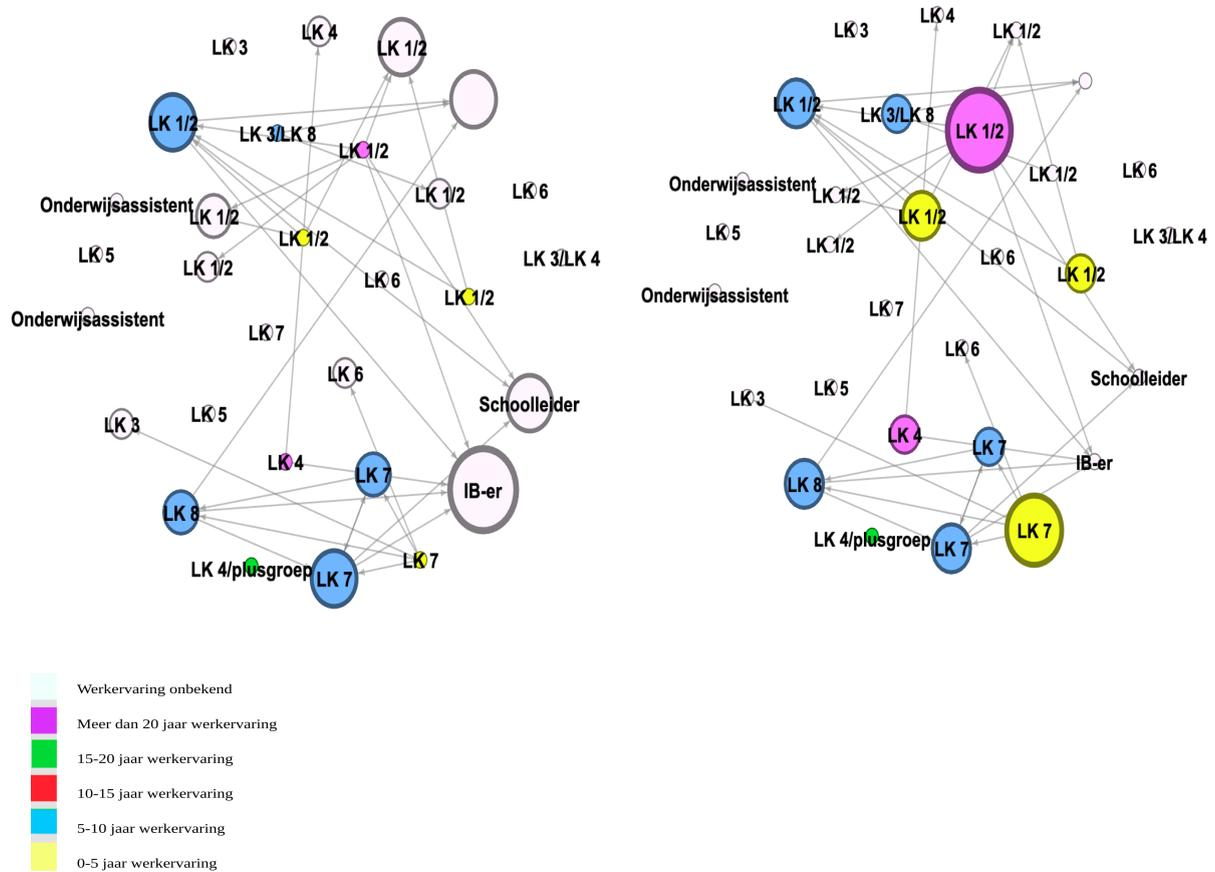 LK 3
LK 4
LK 1/2
LK 1/2
LK 3/LK 8
LK 1/2
Onderwijsassistent
LK 1/2
LK 1/2
LK 6
LK 5
LK 1/2
LK 1/2
LK 3/LK 4
LK 6
LK 1/2
Onderwijsassistent
LK 7
LK 6
Schoolleider
LK 3
LK 5
LK 4
LK 7
IB-er
LK 8
LK 4/plusgroep
LK 7
LK 7
LK 3
LK 4
LK 1/2
LK 1/2
LK 3/LK 8
LK 1/2
Onderwijsassistent
LK 1/2
LK 1/2
LK 6
LK 5
LK 1/2
LK 1/2
LK 3/LK 4
LK 6
LK 1/2
Onderwijsassistent
LK 7
LK 6
Schoolleider
LK 3
LK 5
LK 4
LK 7
IB-er
LK 8
LK 4/plusgroep
LK 7
LK 7
Werkervaring onbekend
Meer dan 20 jaar werkervaring
15-20 jaar werkervaring
10-15 jaar werkervaring
5-10 jaar werkervaring
0-5 jaar werkervaring